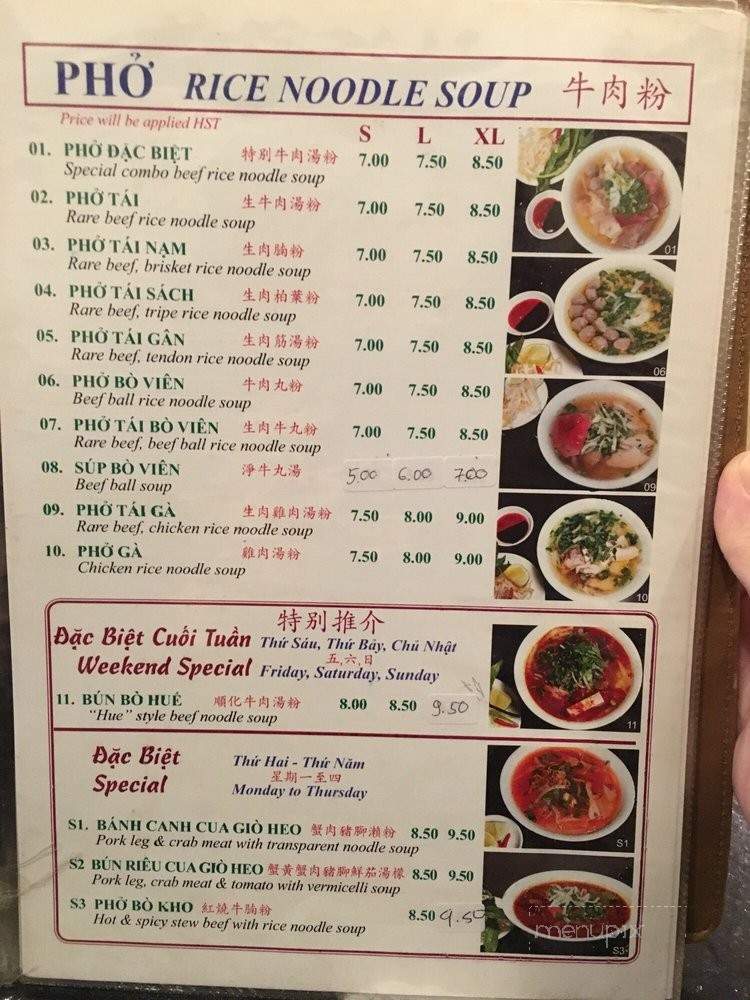 PHỞ RICE NOODLE SOUP 牛肉粉
Price will be applied HST
S L XL
01. PHỞ ĐẶC BIỆT 特別牛肉湯粉 7.00 7.50 8.50
Special combo beef rice noodle soup
02. PHỞ TÁI 生牛肉湯粉 7.00 7.50 8.50
Rare beef rice noodle soup
03. PHỞ TÁI NẠM 生肉腩粉 7.00 7.50 8.50
Rare beef, brisket rice noodle soup
04. PHỞ TÁI SÁCH 生肉柏葉粉 7.00 7.50 8.50
Rare beef, tripe rice noodle soup
05. PHỞ TÁI GÂN 生肉筋湯粉 7.00 7.50 8.50
Rare beef, tendon rice noodle soup
06. PHỞ BÒ VIÊN 牛肉丸粉 7.00 7.50 8.50
Beef ball rice noodle soup
07. PHỞ TÁI BÒ VIÊN 生肉牛丸粉 7.00 7.50 8.50
Rare beef, beef ball rice noodle soup
08. SÚP BÒ VIÊN 淨牛丸湯 5.00 6.00 7.00
Beef ball soup
09. PHỞ TÁI GÀ 生肉雞肉湯粉 7.50 8.00 9.00
Rare beef, chicken rice noodle soup
10. PHỞ GÀ 雞肉湯粉 7.50 8.00 9.00
Chicken rice noodle soup
01
06
09
10
特別推介
Đặc Biệt Cuối Tuần Thứ Sáu, Thứ Bảy, Chủ Nhật
五,六,日
Weekend Special Friday, Saturday, Sunday
11. BÚN BÒ HUẾ 順化牛肉湯粉 8.00 8.50 9.50
“Hue” style beef noodle soup
11
Đặc Biệt Thứ Hai - Thứ Năm
星期一至四
Special Monday to Thursday
S1. BÁNH CANH CUA GIÒ HEO 蟹肉豬腳瀨粉 8.50 9.50
Pork leg & crab meat with transparent noodle soup
S2 BÚN RIÊU CUA GIÒ HEO 蟹黃蟹肉豬腳鮮茄湯檬 8.50 9.50
Pork leg, crab meat & tomato with vermicelli soup
S3 PHỞ BÒ KHO 紅燒牛腩粉 8.50 9.50
Hot & spicy stew beef with rice noodle soup
S1
S3
menupix